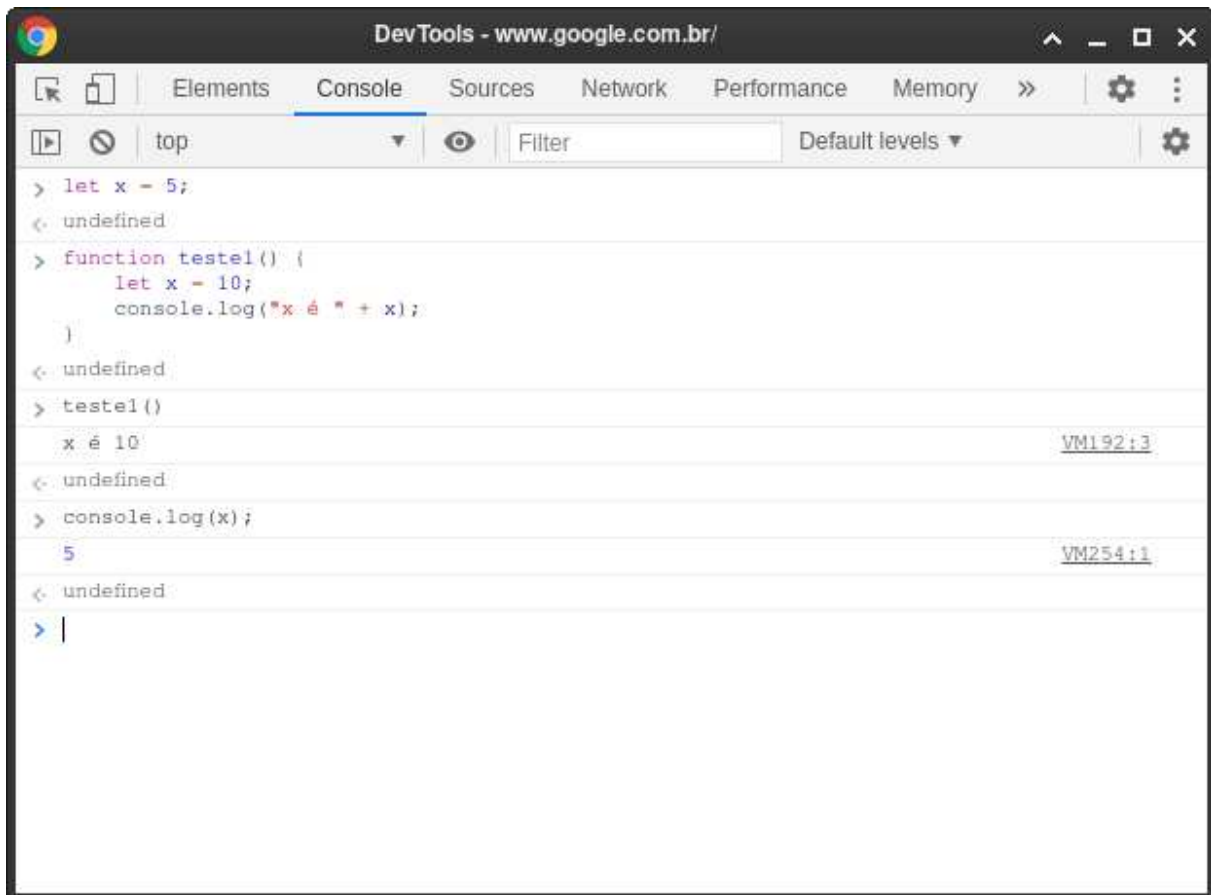 DevTools - www.google.com.br/
Elements Console Sources Network Performance Memory »
top ▼ Filter Default levels ▼
> let x = 5;
<· undefined
> function teste1() {
let x = 10;
console.log("x é " + x);
}
<· undefined
> teste1()
x é 10 VM192:3
<· undefined
> console.log(x);
5 VM254:1
<· undefined
>